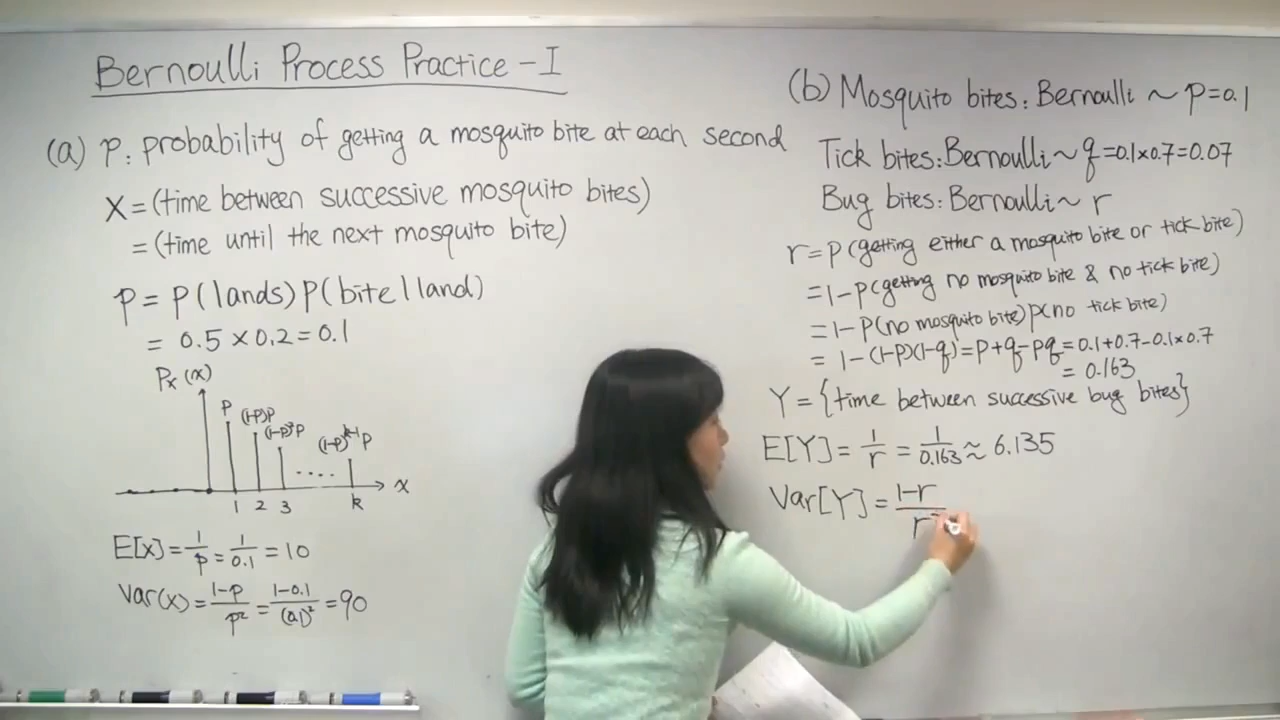 Bernoulli Process Practice - I
(a) p: probability of getting a mosquito bite at each second
X = (time between successive mosquito bites)
= (time until the next mosquito bite)
p = P(lands)P(bite|land)
= 0.5 × 0.2 = 0.1
Px(x)
p
(1-p)p
(1-p)²p
(1-p)^{k-1}p
....
x
1 2 3 k
E[x] = 1/p = 1/0.1 = 10
Var(x) = (1-p)/p² = (1-0.1)/(0.1)² = 90
(b) Mosquito bites: Bernoulli ~ p=0.1
Tick bites: Bernoulli ~ q=0.1×0.7=0.07
Bug bites: Bernoulli ~ r
r = P(getting either a mosquito bite or tick bite)
= 1-P(getting no mosquito bite & no tick bite)
= 1-P(no mosquito bite)P(no tick bite)
= 1-(1-p)(1-q) = p+q-pq = 0.1+0.7-0.1×0.7
= 0.163
Y = {time between successive bug bites}
E[Y] = 1/r = 1/0.163 ≈ 6.135
Var[Y] = (1-r)/r²